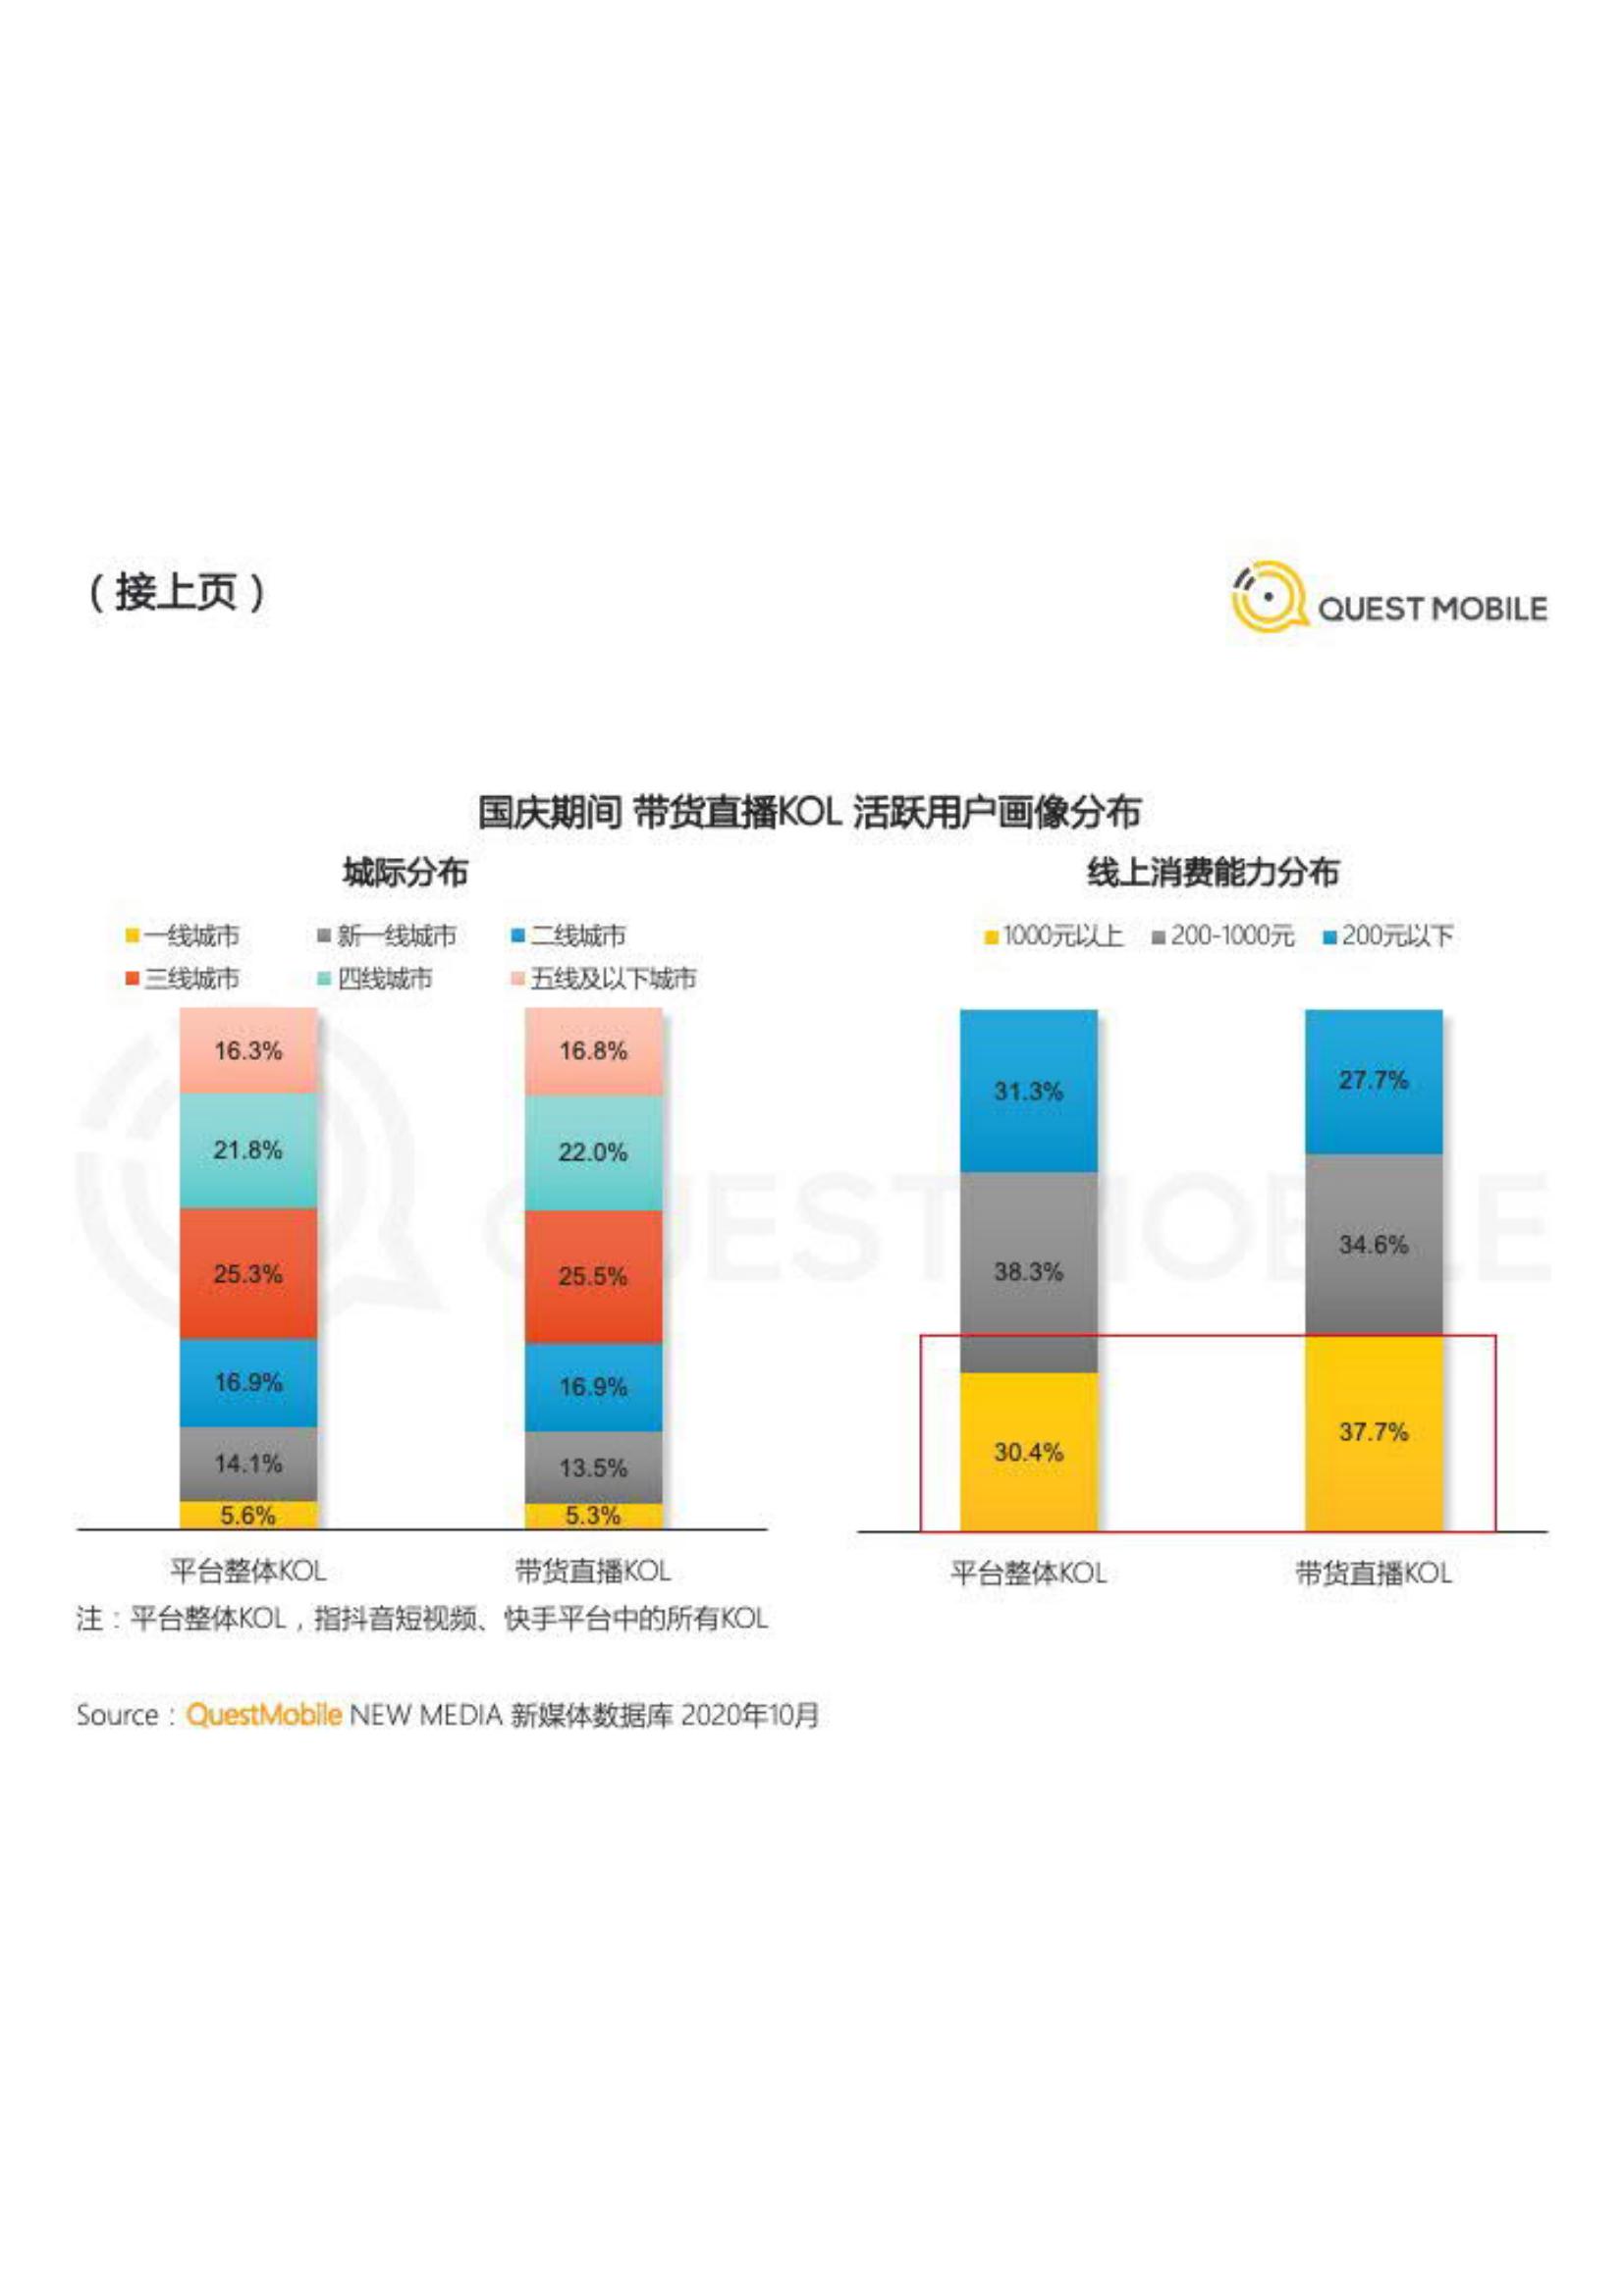 （接上页）
QUEST MOBILE
国庆期间 带货直播KOL 活跃用户画像分布
城际分布
一线城市 新一线城市 二线城市
三线城市 四线城市 五线及以下城市
16.3% 16.8%
21.8% 22.0%
25.3% 25.5%
16.9% 16.9%
14.1% 13.5%
5.6% 5.3%
平台整体KOL 带货直播KOL
线上消费能力分布
1000元以上 200-1000元 200元以下
31.3% 27.7%
38.3% 34.6%
30.4% 37.7%
平台整体KOL 带货直播KOL
注：平台整体KOL，指抖音短视频、快手平台中的所有KOL
Source：QuestMobile NEW MEDIA 新媒体数据库 2020年10月